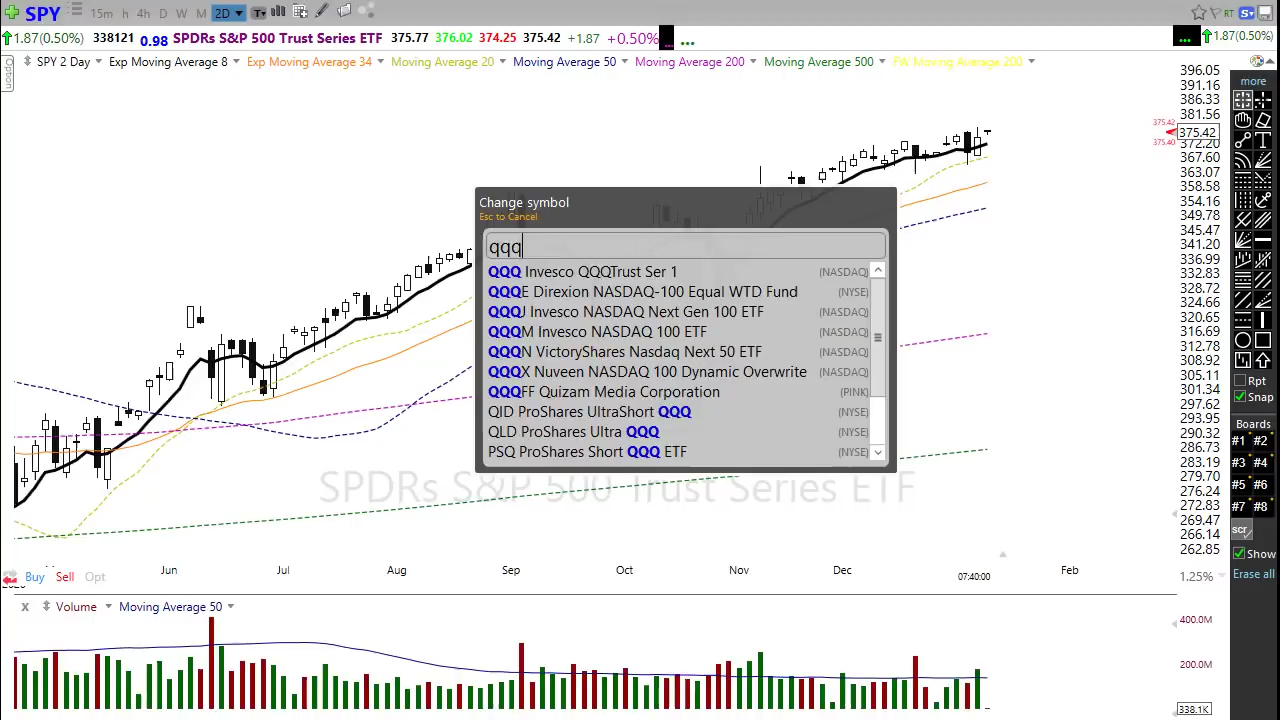 SPY 15m h 4h D W M 2D T RT S
1.87(0.50%) 338121 0.98 SPDRs S&P 500 Trust Series ETF 375.77 376.02 374.25 375.42 +1.87 +0.50% ... ... 1.87(0.50%)
Option
SPY 2 Day Exp Moving Average 8 Exp Moving Average 34 Moving Average 20 Moving Average 50 Moving Average 200 Moving Average 500 FW Moving Average 200
396.05
391.16
386.33
381.56
375.42
375.42
375.40
372.20
367.60
363.07
358.58
354.16
349.78
345.47
341.20
336.99
332.83
328.72
324.66
320.65
316.69
312.78
308.92
305.11
301.34
297.62
293.95
290.32
286.73
283.19
279.70
276.24
272.83
269.47
266.14
262.85
1.25%
Change symbol
Esc to Cancel
qqq
QQQ Invesco QQQTrust Ser 1 (NASDAQ)
QQQE Direxion NASDAQ-100 Equal WTD Fund (NYSE)
QQQJ Invesco NASDAQ Next Gen 100 ETF (NASDAQ)
QQQM Invesco NASDAQ 100 ETF (NASDAQ)
QQQN VictoryShares Nasdaq Next 50 ETF (NASDAQ)
QQQX Nuveen NASDAQ 100 Dynamic Overwrite (NASDAQ)
QQQFF Quizam Media Corporation (PINK)
QID ProShares UltraShort QQQ (NYSE)
QLD ProShares Ultra QQQ (NYSE)
PSQ ProShares Short QQQ ETF (NYSE)
SPDRs S&P 500 Trust Series ETF
Jun Jul Aug Sep Oct Nov Dec 07:40:00 Feb
Buy Sell Opt
x Volume Moving Average 50
400.0M
200.0M
338.1K
more
T
Rpt
Snap
Boards
#1 #2
#3 #4
#5 #6
#7 #8
scr
Show
Erase all